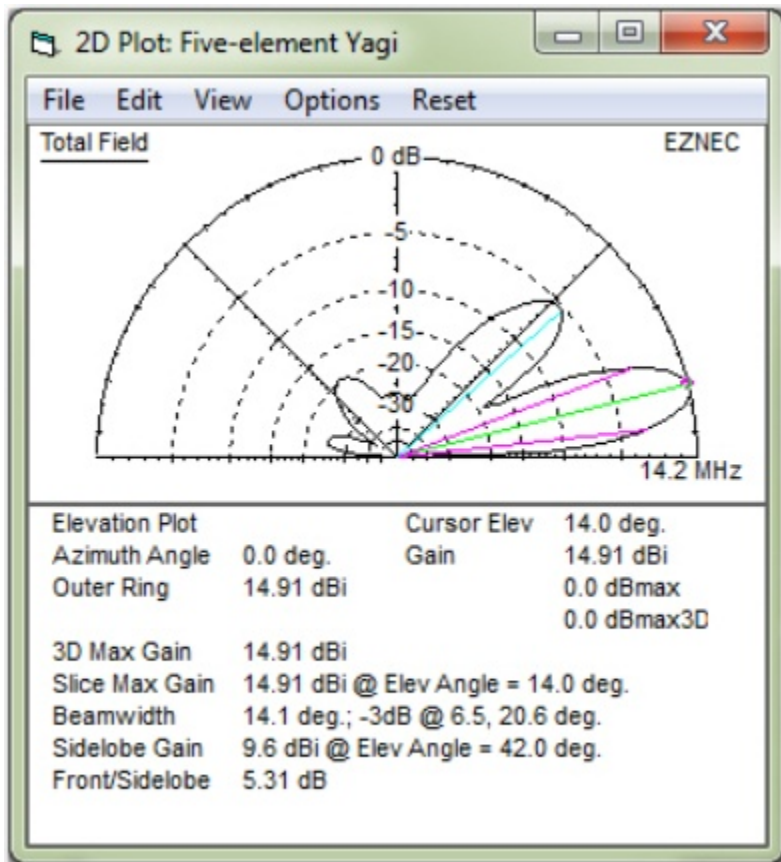 2D Plot: Five-element Yagi
File Edit View Options Reset
Total Field EZNEC
0 dB
-5
-10
-15
-20
-30
14.2 MHz
Elevation Plot Cursor Elev 14.0 deg.
Azimuth Angle 0.0 deg. Gain 14.91 dBi
Outer Ring 14.91 dBi 0.0 dBmax
0.0 dBmax3D
3D Max Gain 14.91 dBi
Slice Max Gain 14.91 dBi @ Elev Angle = 14.0 deg.
Beamwidth 14.1 deg.; -3dB @ 6.5, 20.6 deg.
Sidelobe Gain 9.6 dBi @ Elev Angle = 42.0 deg.
Front/Sidelobe 5.31 dB